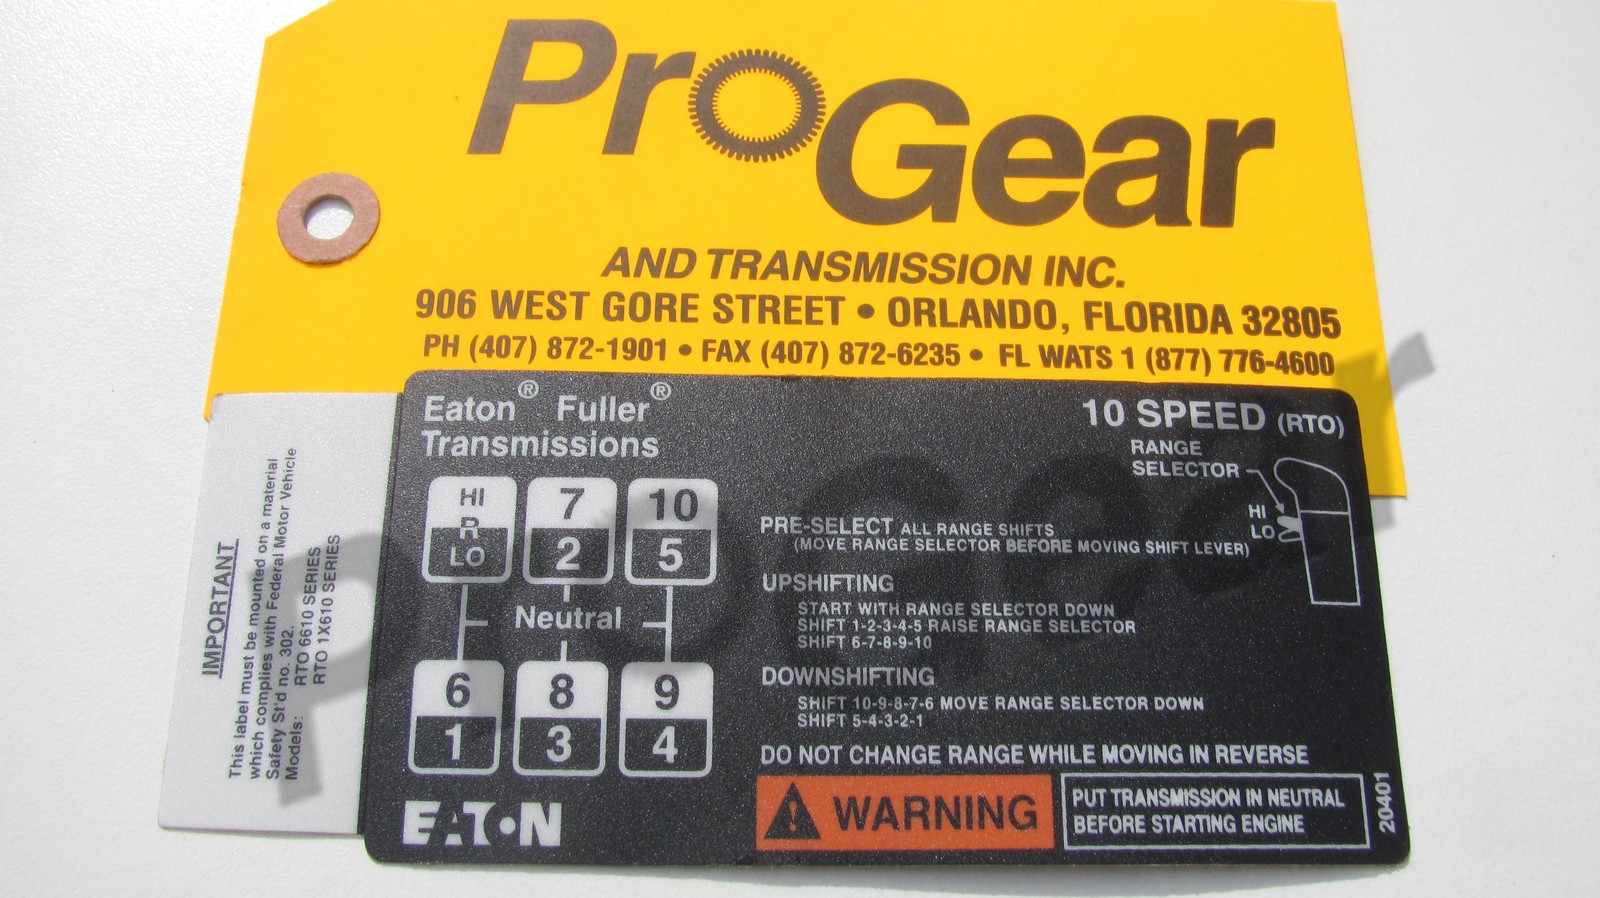 ProGear
AND TRANSMISSION INC.
906 WEST GORE STREET • ORLANDO, FLORIDA 32805
PH (407) 872-1901 • FAX (407) 872-6235 • FL WATS 1 (877) 776-4600
Eaton® Fuller®
Transmissions
10 SPEED (RTO)
RANGE
SELECTOR
HI
LO
HI
R
LO
7
2
10
5
Neutral
6
1
8
3
9
4
PRE-SELECT ALL RANGE SHIFTS
(MOVE RANGE SELECTOR BEFORE MOVING SHIFT LEVER)
UPSHIFTING
START WITH RANGE SELECTOR DOWN
SHIFT 1-2-3-4-5 RAISE RANGE SELECTOR
SHIFT 6-7-8-9-10
DOWNSHIFTING
SHIFT 10-9-8-7-6 MOVE RANGE SELECTOR DOWN
SHIFT 5-4-3-2-1
DO NOT CHANGE RANGE WHILE MOVING IN REVERSE
WARNING
PUT TRANSMISSION IN NEUTRAL
BEFORE STARTING ENGINE
20401
EATON
IMPORTANT
This label must be mounted on a material
which complies with Federal Motor Vehicle
Safety St'd no. 302.
Models: RTO 6610 SERIES
RTO 1X610 SERIES
ProGear